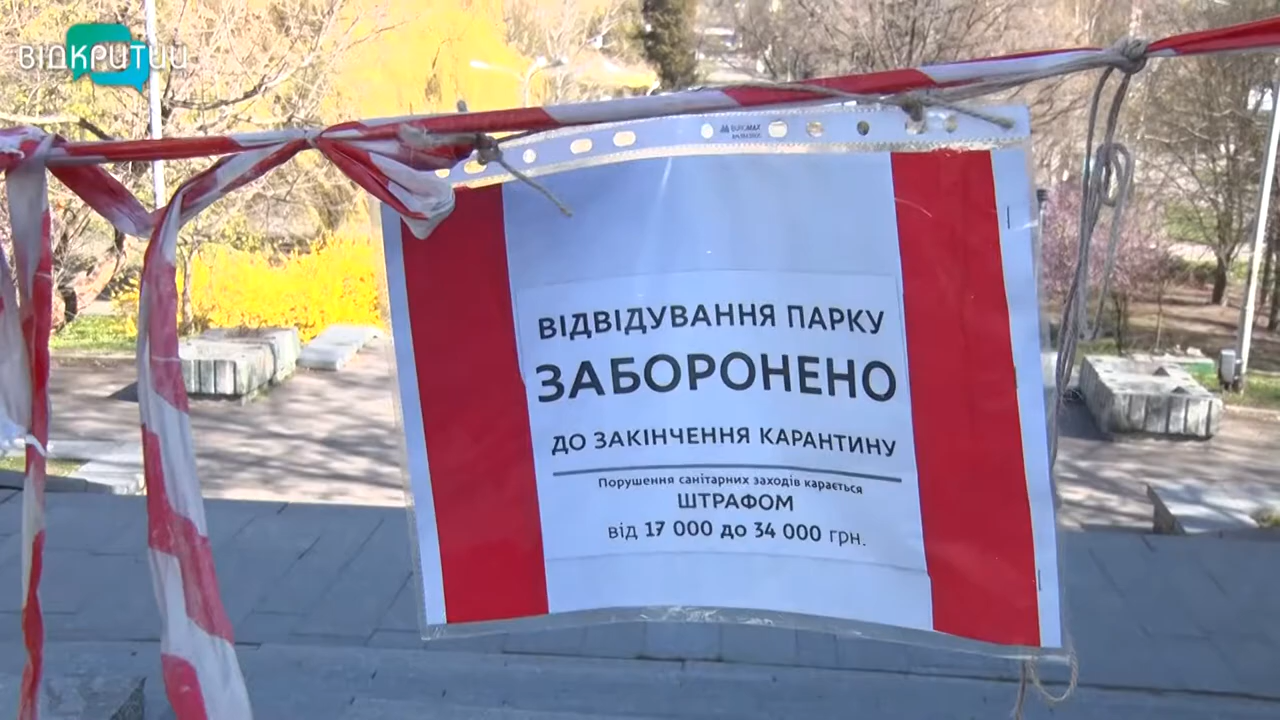 ВІДКРИТИЙ
BUROMAX
ВІДВІДУВАННЯ ПАРКУ
ЗАБОРОНЕНО
ДО ЗАКІНЧЕННЯ КАРАНТИНУ
Порушення санітарних заходів карається
ШТРАФОМ
від 17 000 до 34 000 грн.